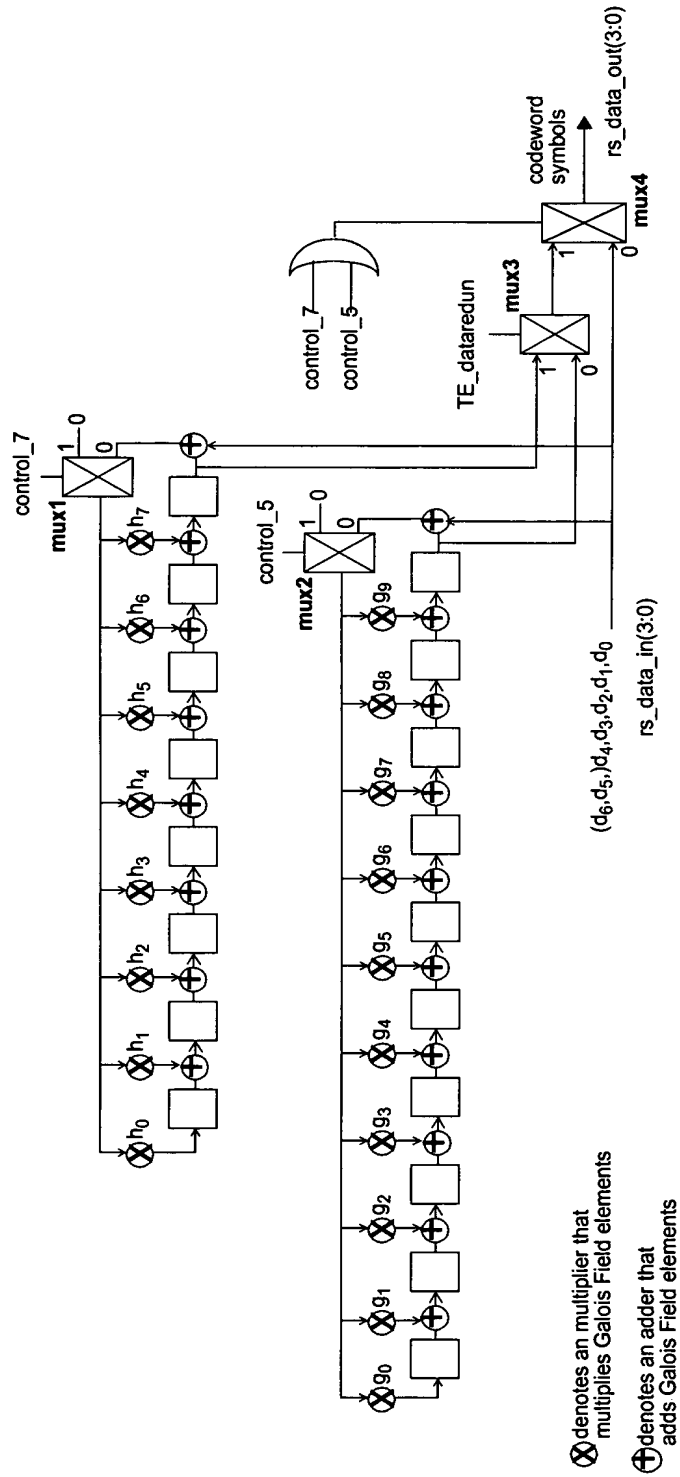 control_7
1
0
0
mux1
h0
h1
h2
h3
h4
h5
h6
h7
control_5
1
0
0
mux2
g0
g1
g2
g3
g4
g5
g6
g7
g8
g9
control_7
control_5
TE_dataredun
mux3
1
0
1
0
mux4
codeword
symbols
rs_data_out(3:0)
(d6,d5,)d4,d3,d2,d1,d0
rs_data_in(3:0)
denotes an multiplier that
multiplies Galois Field elements
denotes an adder that
adds Galois Field elements